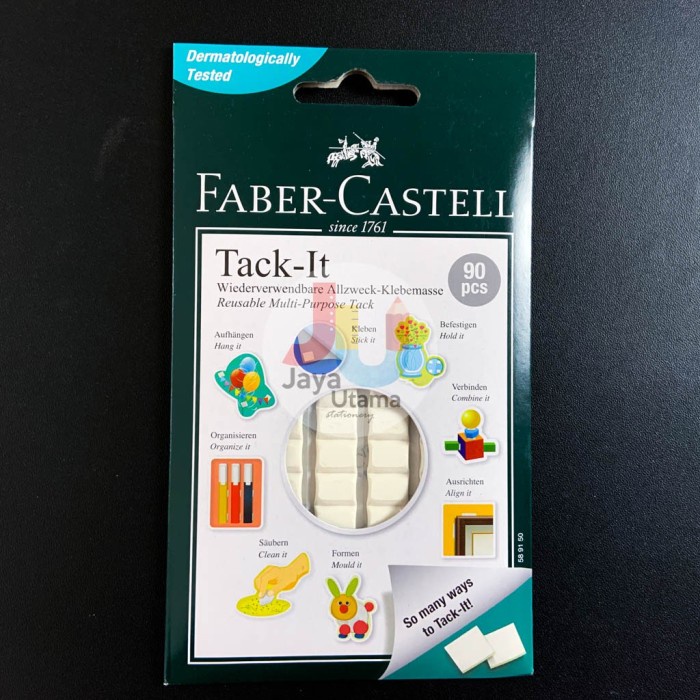 Dermatologically
Tested
FABER-CASTELL
since 1761
Tack-It
Wiederverwendbare Allzweck-Klebemasse
Reusable Multi-Purpose Tack
90
pcs
Aufhängen
Hang it
Kleben
Stick it
Befestigen
Hold it
Jaya
Utama
stationery
Verbinden
Combine it
Organisieren
Organize it
Ausrichten
Align it
Säubern
Clean it
Formen
Mould it
58 91 50
So many ways
to Tack-It!